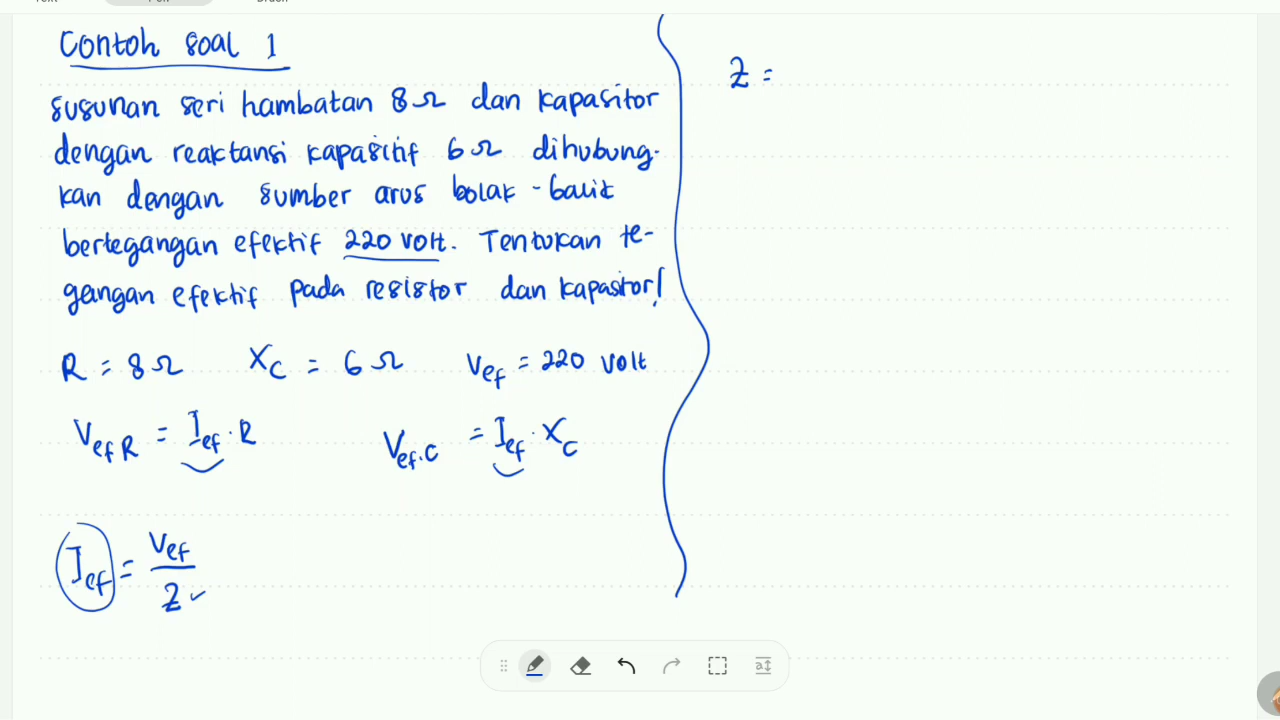 Contoh soal 1
susunan seri hambatan 8 Ω dan kapasitor
dengan reaktansi kapasitif 6 Ω dihubung-
kan dengan sumber arus bolak-balik
bertegangan efektif 220 volt. Tentukan te-
gangan efektif pada resistor dan kapasitor!
R = 8 Ω Xc = 6 Ω Vef = 220 volt
Vef R = Ief . R Vef.C = Ief . Xc
Ief = Vef / Z
Z =